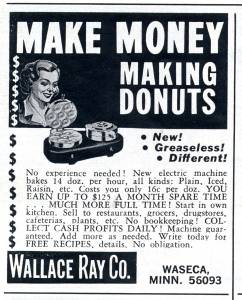 MAKE MONEY
MAKING
DONUTS
$
$
$
$
$
$
• New!
• Greaseless!
• Different!
$
$
$
$
$
$
No experience needed! New electric machine
bakes 14 doz. per hour, all kinds: Plain, Iced,
Raisin, etc. Costs you only 16c per doz. YOU
EARN UP TO $125 A MONTH SPARE TIME
. . . MUCH MORE FULL TIME! Start in own
kitchen. Sell to restaurants, grocers, drugstores,
cafeterias, plants, etc. No bookkeeping! COL-
LECT CASH PROFITS DAILY! Machine guar-
anteed. Add more as needed. Write today for
FREE RECIPES, details. No obligation.
WALLACE RAY CO.
WASECA,
MINN. 56093